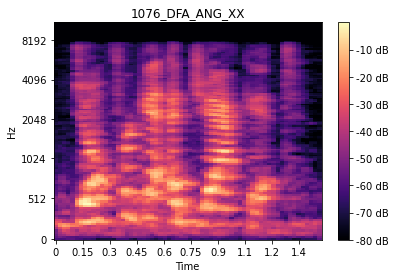 1076_DFA_ANG_XX
8192
4096
2048
1024
512
0
Hz
0 0.15 0.3 0.45 0.6 0.75 0.9 1.1 1.2 1.4
Time
-10 dB
-20 dB
-30 dB
-40 dB
-50 dB
-60 dB
-70 dB
-80 dB